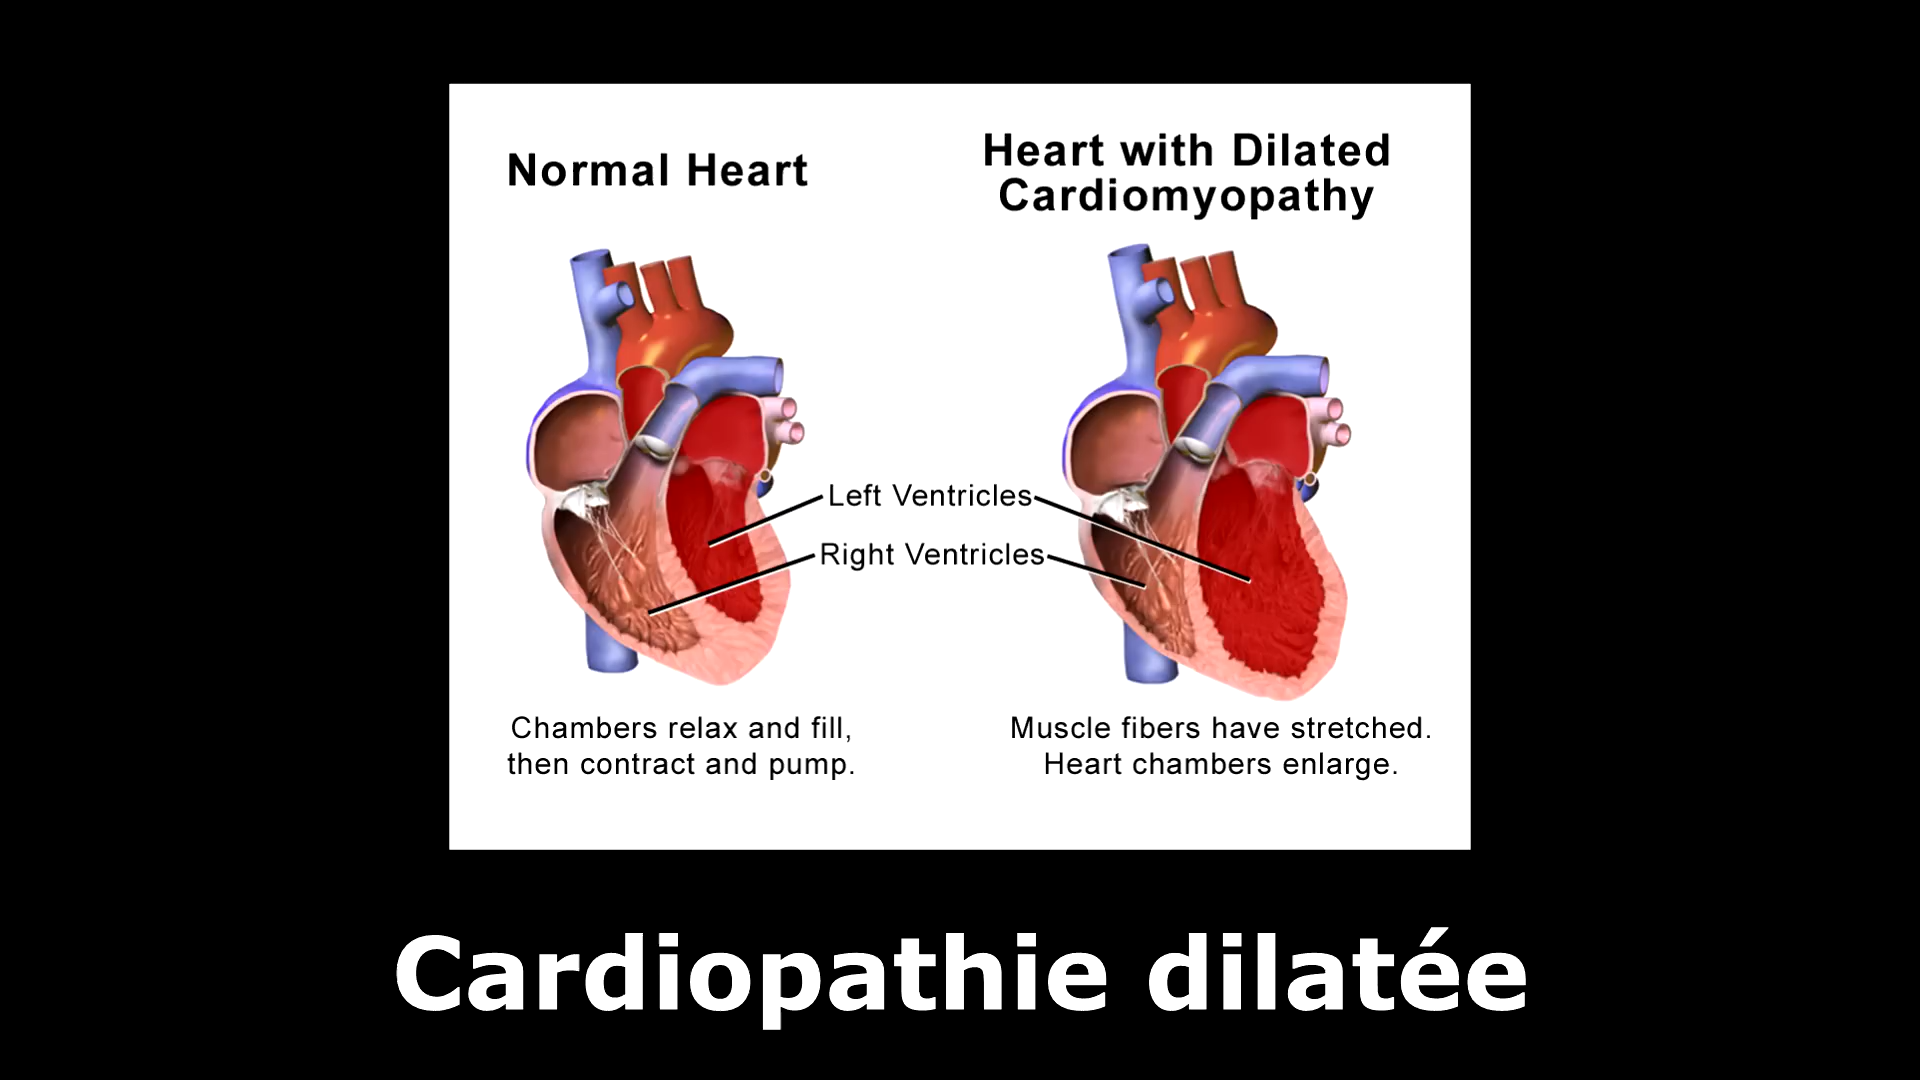 Normal Heart
Heart with Dilated
Cardiomyopathy
Left Ventricles
Right Ventricles
Chambers relax and fill,
then contract and pump.
Muscle fibers have stretched.
Heart chambers enlarge.
Cardiopathie dilatée